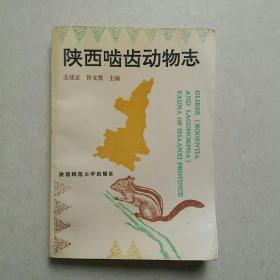 陕西啮齿动物志
王廷正 许文贤 主编
GLIRES (RODENTIA
AND LAGOMORPHA)
FAUNA OF SHAANXI PROVINCE
陕西师范大学出版社